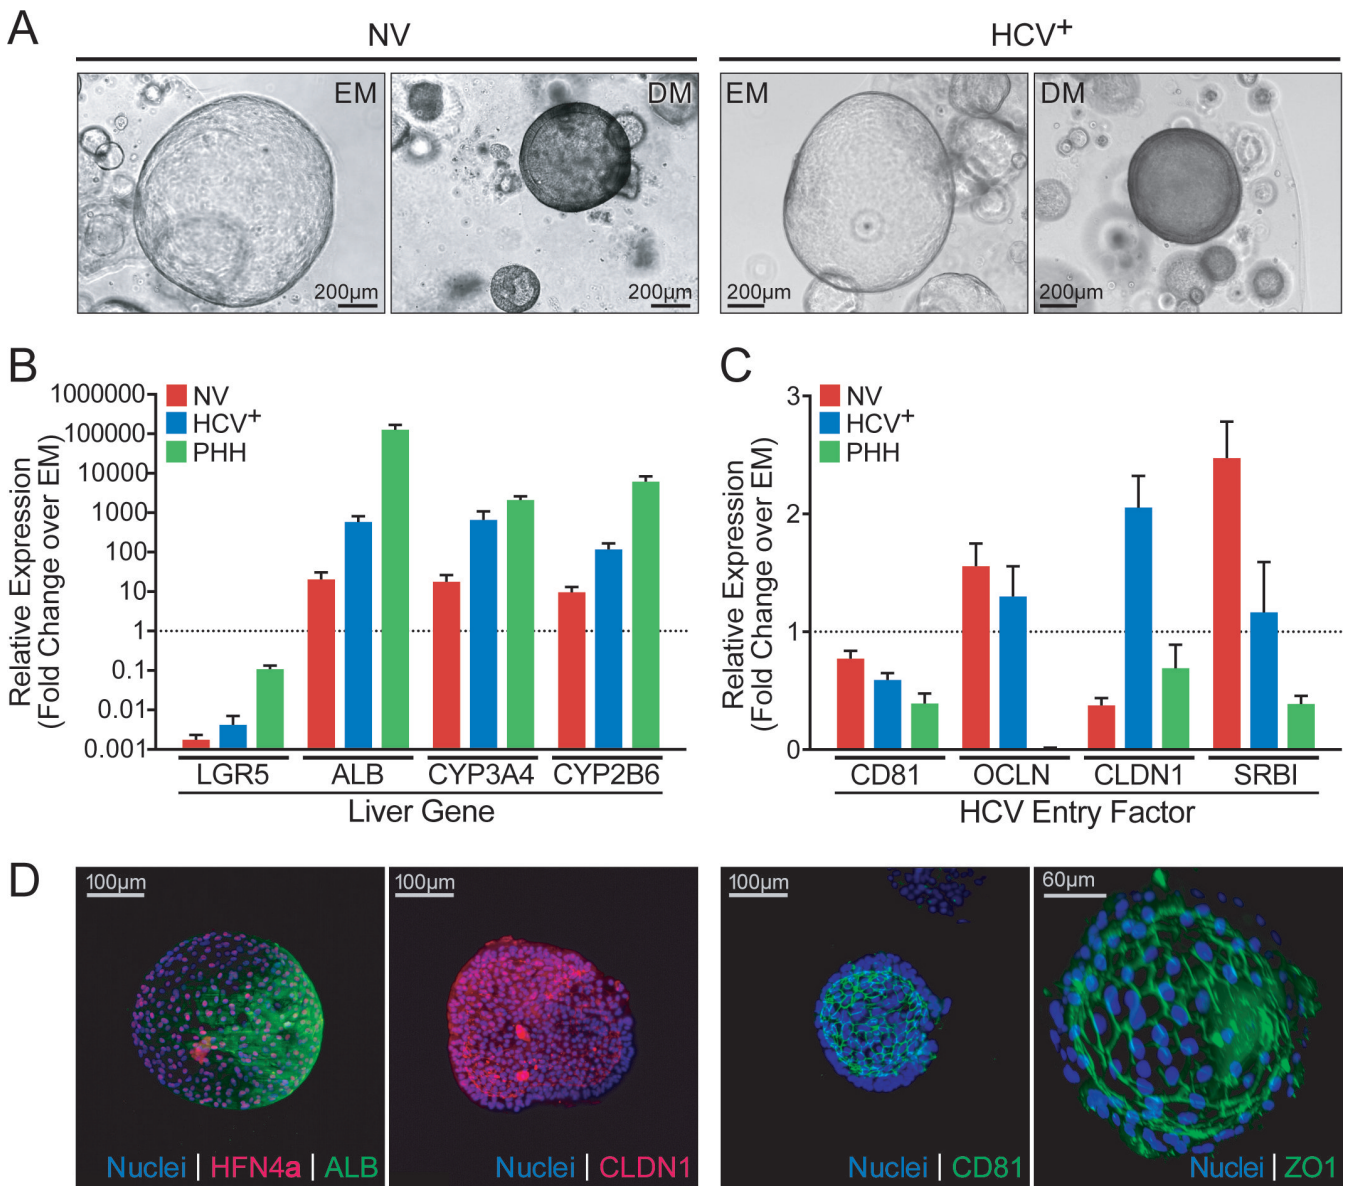 A
NV
HCV+
EM
DM
EM
DM
200µm
200µm
200µm
200µm
B
Relative Expression
(Fold Change over EM)
1000000
100000
10000
1000
100
10
1
0.1
0.01
0.001
NV
HCV+
PHH
LGR5
ALB
CYP3A4
CYP2B6
Liver Gene
C
Relative Expression
(Fold Change over EM)
3
2
1
0
NV
HCV+
PHH
CD81
OCLN
CLDN1
SRBI
HCV Entry Factor
D
100µm
100µm
100µm
60µm
Nuclei | HFN4a | ALB
Nuclei | CLDN1
Nuclei | CD81
Nuclei | ZO1